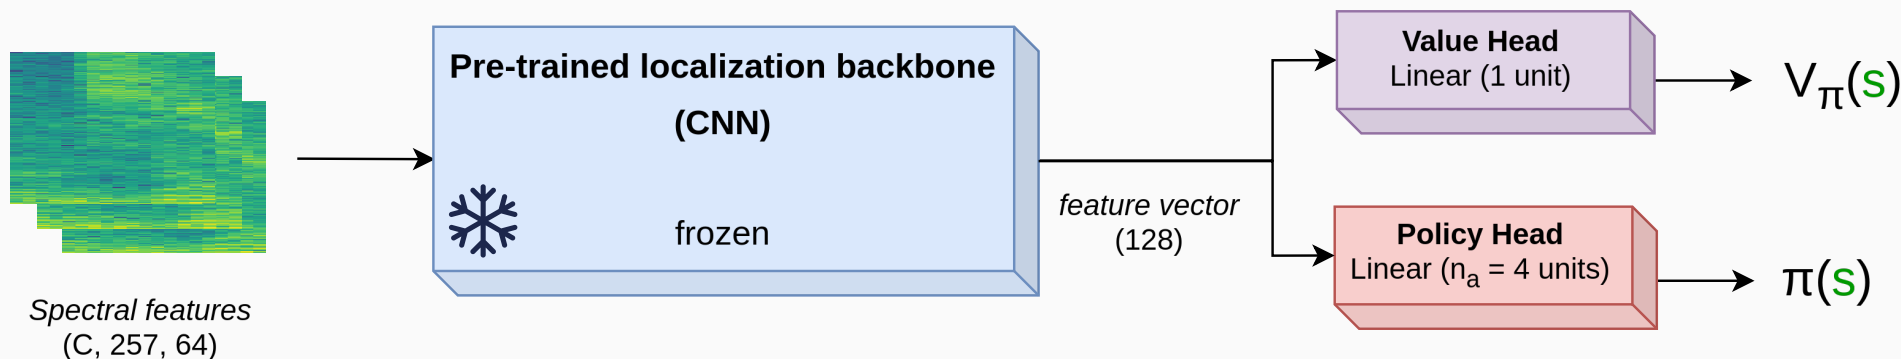 Spectral features
(C, 257, 64)
Pre-trained localization backbone
(CNN)
frozen
feature vector
(128)
Value Head
Linear (1 unit)
Vπ(s)
Policy Head
Linear (na = 4 units)
π(s)